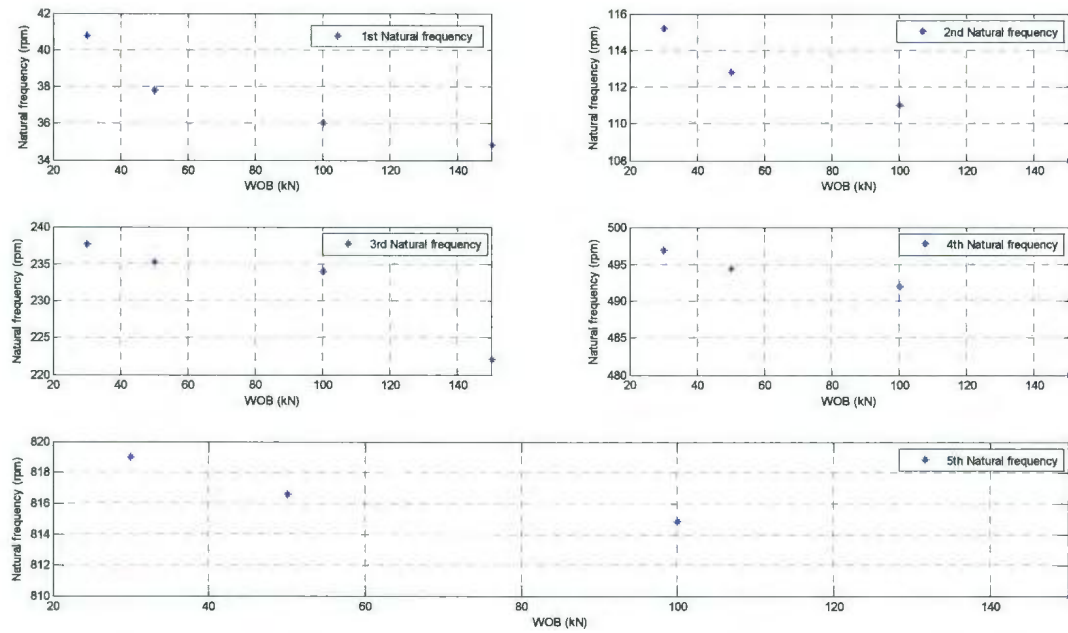 Natural frequency (rpm)
42
40
38
36
34
1st Natural frequency
20 40 60 80 100 120 140
WOB (kN)
Natural frequency (rpm)
116
114
112
110
108
2nd Natural frequency
20 40 60 80 100 120 140
WOB (kN)
Natural frequency (rpm)
240
235
230
225
220
3rd Natural frequency
20 40 60 80 100 120 140
WOB (kN)
Natural frequency (rpm)
500
495
490
485
480
4th Natural frequency
20 40 60 80 100 120 140
WOB (kN)
Natural frequency (rpm)
820
818
816
814
812
810
5th Natural frequency
20 40 60 80 100 120 140
WOB (kN)